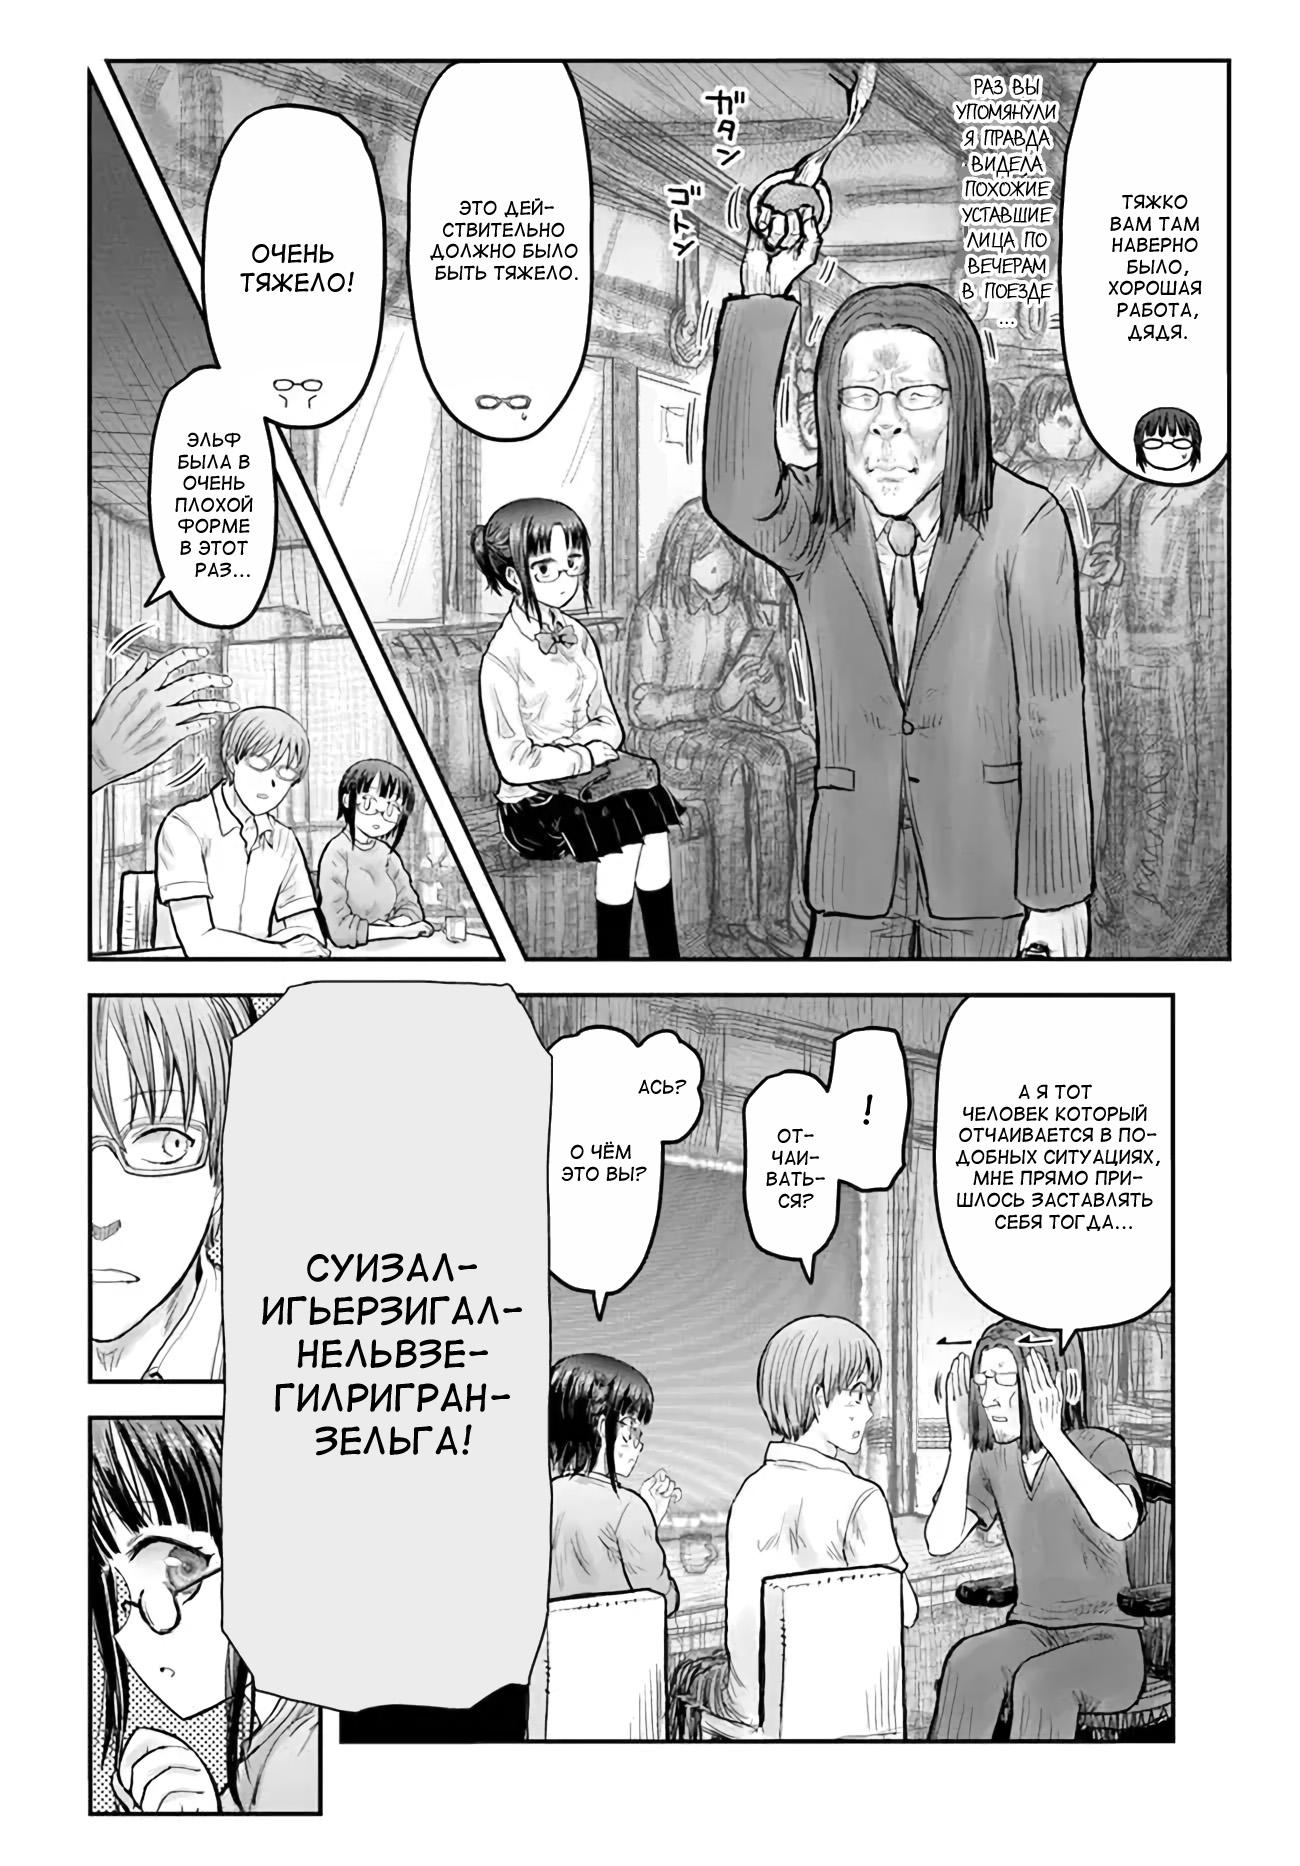 ТЯЖКО
ВАМ ТАМ
НАВЕРНО
БЫЛО,
ХОРОШАЯ
РАБОТА,
ДЯДЯ.
РАЗ ВЫ
УПОМЯНУЛИ
Я ПРАВДА
ВИДЕЛА
ПОХОЖИЕ
УСТАВШИЕ
ЛИЦА ПО
ВЕЧЕРАМ
В ПОЕЗДЕ
...
ガタン
ゴトン
ЭТО ДЕЙ-
СТВИТЕЛЬНО
ДОЛЖНО БЫЛО
БЫТЬ ТЯЖЕЛО.
ОЧЕНЬ
ТЯЖЕЛО!
ЭЛЬФ
БЫЛА В
ОЧЕНЬ
ПЛОХОЙ
ФОРМЕ
В ЭТОТ
РАЗ...
А Я ТОТ
ЧЕЛОВЕК КОТОРЫЙ
ОТЧАИВАЕТСЯ В ПО-
ДОБНЫХ СИТУАЦИЯХ,
МНЕ ПРЯМО ПРИ-
ШЛОСЬ ЗАСТАВЛЯТЬ
СЕБЯ ТОГДА...
!
ОТ-
ЧАИ-
ВАТЬ-
СЯ?
АСЬ?
О ЧЁМ
ЭТО ВЫ?
СУИЗАЛ-
ИГЬЕРЗИГАЛ-
НЕЛЬВЗЕ-
ГИЛРИГРАН-
ЗЕЛЬГА!